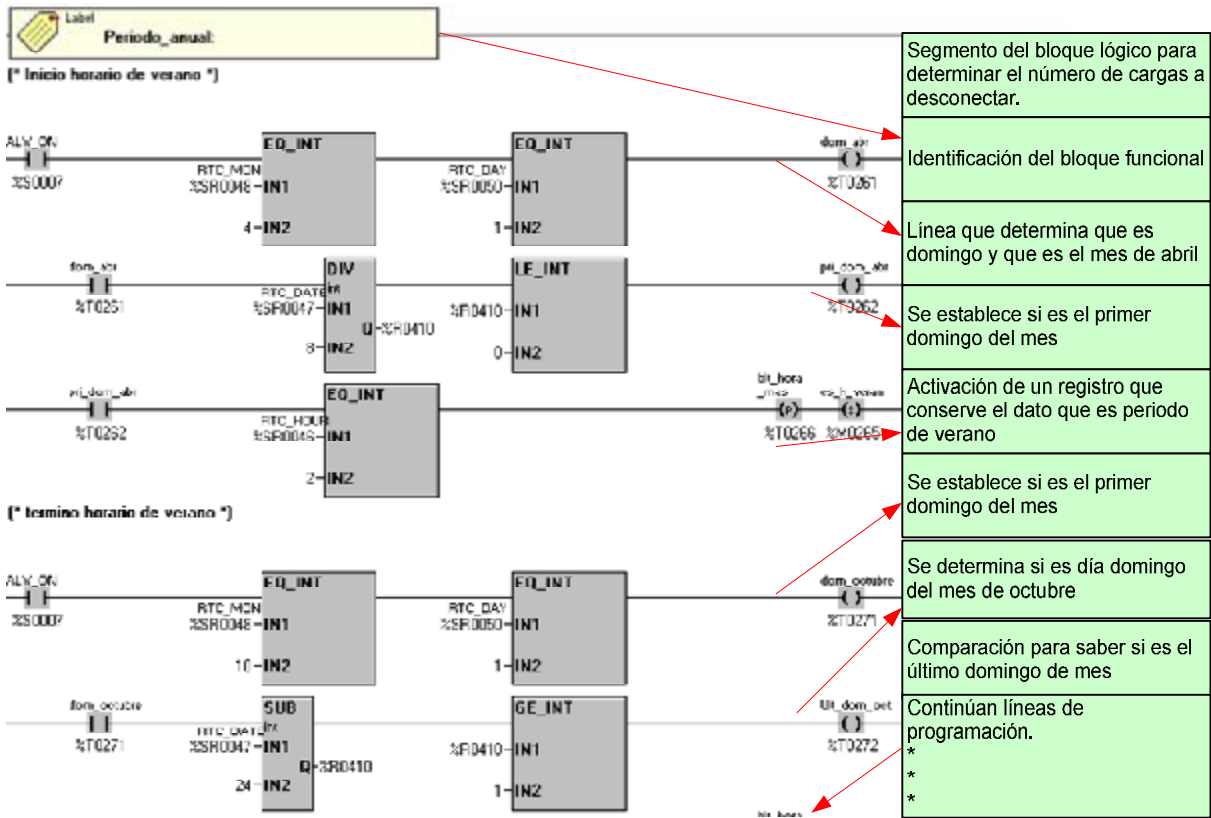 Label
Periodo_anual:
(* Inicio horario de verano *)
ALW_ON
%S0007
EQ_INT
RTC_MON
%SR0048
IN1
4
IN2
EQ_INT
RTC_DAY
%SR0050
IN1
1
IN2
dom_abr
%T0261
dom_abr
%T0261
DIV
int
RTC_DATE
%SR0047
IN1
Q
%R0410
8
IN2
LE_INT
%R0410
IN1
0
IN2
pri_dom_abr
%T0262
pri_dom_abr
%T0262
EQ_INT
RTC_HOUR
%SR0046
IN1
2
IN2
bit_hora
_mas
%T0266
%M0265
(* termino horario de verano *)
ALW_ON
%S0007
EQ_INT
RTC_MON
%SR0048
IN1
10
IN2
EQ_INT
RTC_DAY
%SR0050
IN1
1
IN2
dom_octubre
%T0271
dom_octubre
%T0271
SUB
int
RTC_DATE
%SR0047
IN1
Q
%R0410
24
IN2
GE_INT
%R0410
IN1
1
IN2
Ult_dom_oct
%T0272
bit_hora
Segmento del bloque lógico para
determinar el número de cargas a
desconectar.
Identificación del bloque funcional
Línea que determina que es
domingo y que es el mes de abril
Se establece si es el primer
domingo del mes
Activación de un registro que
conserve el dato que es periodo
de verano
Se establece si es el primer
domingo del mes
Se determina si es día domingo
del mes de octubre
Comparación para saber si es el
último domingo de mes
Continúan líneas de
programación.
*
*
*